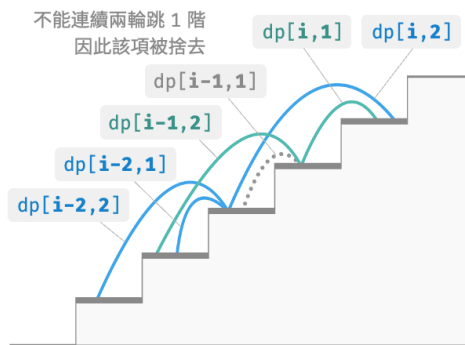 不能連續兩輪跳 1 階
因此該項被捨去
dp[i,1]
dp[i,2]
dp[i-1,1]
dp[i-1,2]
dp[i-2,1]
dp[i-2,2]